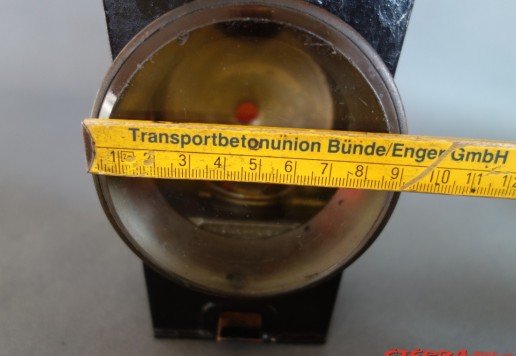 Transportbetonunion Bünde/Enger GmbH
1 2 3 4 5 6 7 8 9 10 11 12